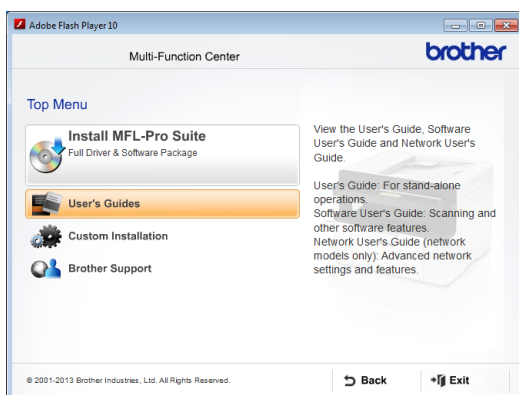 Adobe Flash Player 10
Multi-Function Center
brother
Top Menu
Install MFL-Pro Suite
Full Driver & Software Package
User's Guides
Custom Installation
Brother Support
View the User's Guide, Software
User's Guide and Network User's
Guide.
User's Guide: For stand-alone
operations.
Software User's Guide: Scanning and
other software features.
Network User's Guide (network
models only): Advanced network
settings and features.
© 2001-2013 Brother Industries, Ltd. All Rights Reserved.
Back
Exit